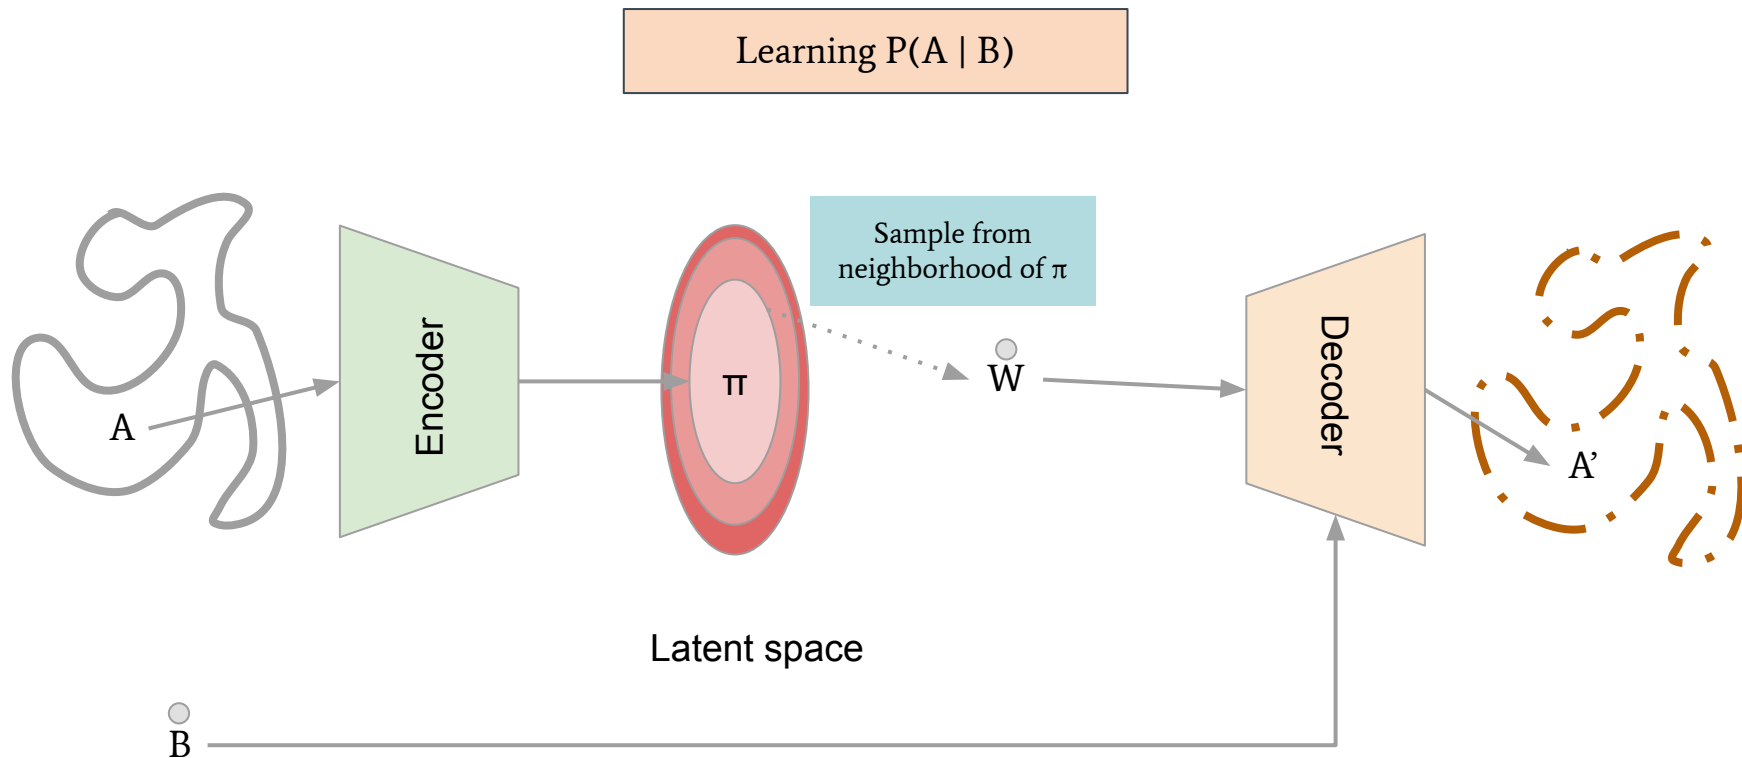 Learning P(A | B)
Sample from
neighborhood of π
A
Encoder
π
W
Decoder
A’
Latent space
B